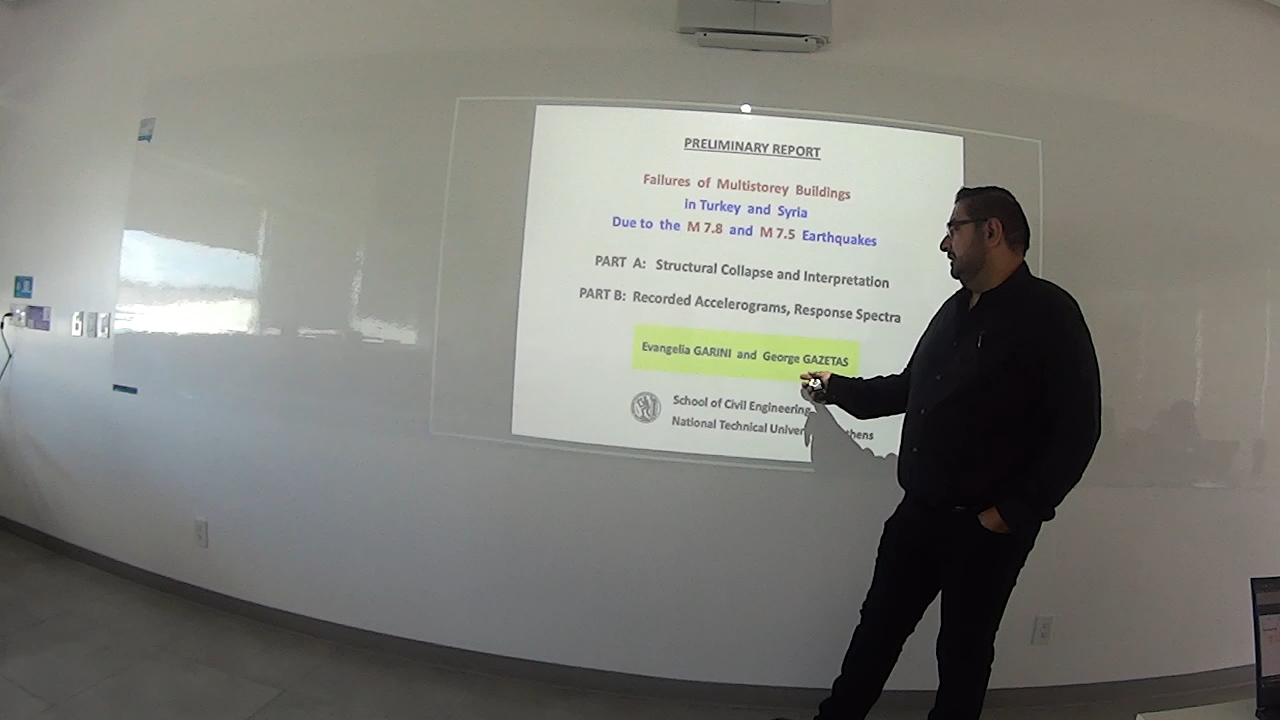 PRELIMINARY REPORT
Failures of Multistorey Buildings
in Turkey and Syria
Due to the M 7.8 and M 7.5 Earthquakes
PART A: Structural Collapse and Interpretation
PART B: Recorded Accelerograms, Response Spectra
Evangelia GARINI and George GAZETAS
School of Civil Engineering
National Technical